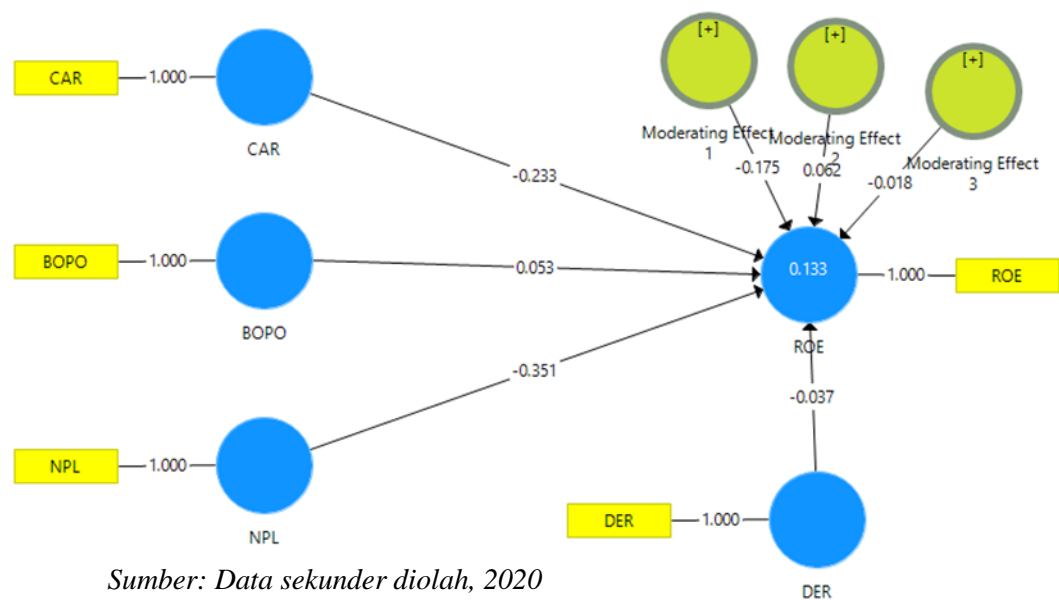 CAR
1.000
CAR
-0.233
BOPO
1.000
BOPO
0.053
NPL
1.000
NPL
-0.351
[+]
Moderating Effect
1
-0.175
[+]
Moderating Effect
2
0.062
[+]
Moderating Effect
3
-0.018
0.133
ROE
1.000
ROE
-0.037
DER
1.000
DER
Sumber: Data sekunder diolah, 2020